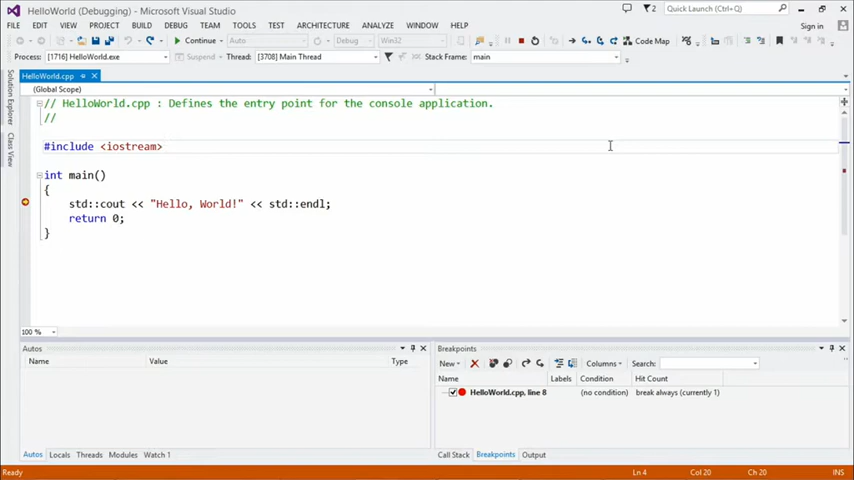 HelloWorld (Debugging) - Microsoft Visual Studio
2
Quick Launch (Ctrl+Q)
FILE EDIT VIEW PROJECT BUILD DEBUG TEAM TOOLS TEST ARCHITECTURE ANALYZE WINDOW HELP
Sign in
Continue Auto Debug Win32 Code Map
Process: [1716] HelloWorld.exe Suspend Thread: [3708] Main Thread Stack Frame: main
Solution Explorer
Class View
HelloWorld.cpp
(Global Scope)
// HelloWorld.cpp : Defines the entry point for the console application.
//
#include <iostream>
int main()
{
std::cout << "Hello, World!" << std::endl;
return 0;
}
100 %
Autos
Name Value Type
Autos Locals Threads Modules Watch 1
Breakpoints
New Columns Search:
Name Labels Condition Hit Count
HelloWorld.cpp, line 8 (no condition) break always (currently 1)
Call Stack Breakpoints Output
Ready Ln 4 Col 20 Ch 20 INS